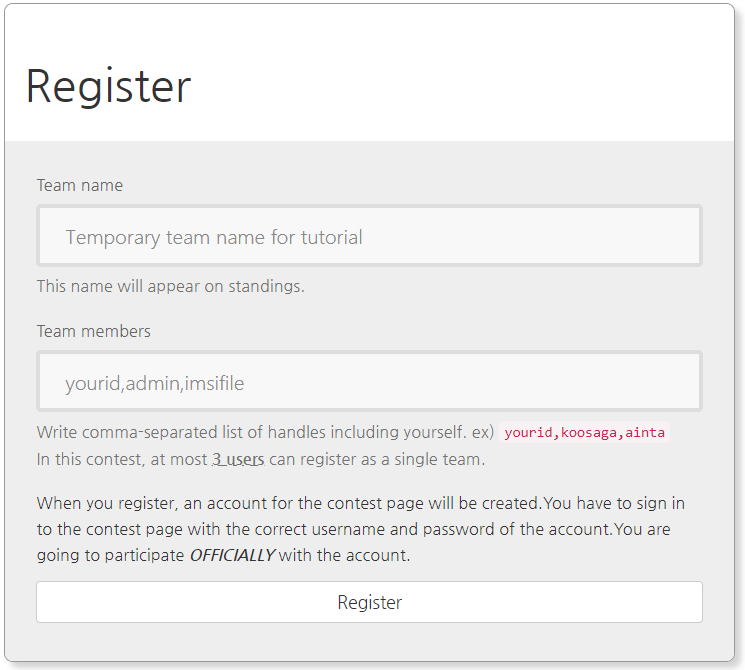 Register
Team name
Temporary team name for tutorial
This name will appear on standings.
Team members
yourid,admin,imsifile
Write comma-separated list of handles including yourself. ex) yourid,koosaga,ainta
In this contest, at most 3 users can register as a single team.
When you register, an account for the contest page will be created.You have to sign in
to the contest page with the correct username and password of the account.You are
going to participate OFFICIALLY with the account.
Register